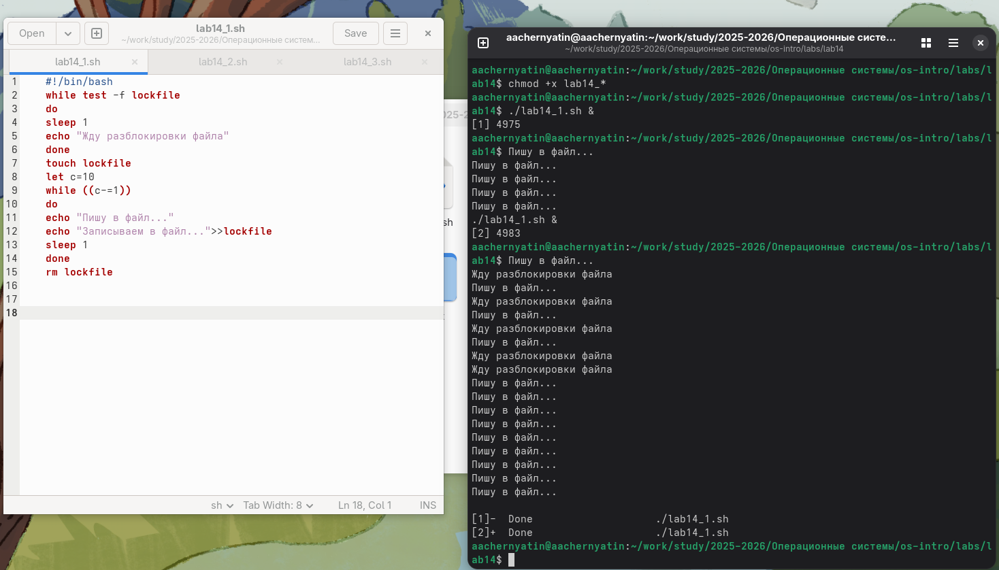 Open
Save
lab14_1.sh
~/work/study/2025-2026/Операционные систем...
lab14_1.sh
lab14_2.sh
lab14_3.sh
1 #!/bin/bash
2 while test -f lockfile
3 do
4 sleep 1
5 echo "Жду разблокировки файла"
6 done
7 touch lockfile
8 let c=10
9 while ((c-=1))
10 do
11 echo "Пишу в файл..."
12 echo "Записываем в файл...">>lockfile
13 sleep 1
14 done
15 rm lockfile
16
17
18
sh
Tab Width: 8
Ln 18, Col 1
INS
sh
aachernyatin@aachernyatin:~/work/study/2025-2026/Операционные систе...
~/work/study/2025-2026/Операционные системы/os-intro/labs/lab14
aachernyatin@aachernyatin:~/work/study/2025-2026/Операционные системы/os-intro/labs/l
ab14$ chmod +x lab14_*
aachernyatin@aachernyatin:~/work/study/2025-2026/Операционные системы/os-intro/labs/l
ab14$ ./lab14_1.sh &
[1] 4975
aachernyatin@aachernyatin:~/work/study/2025-2026/Операционные системы/os-intro/labs/l
ab14$ Пишу в файл...
Пишу в файл...
Пишу в файл...
Пишу в файл...
Пишу в файл...
./lab14_1.sh &
[2] 4983
aachernyatin@aachernyatin:~/work/study/2025-2026/Операционные системы/os-intro/labs/l
ab14$ Пишу в файл...
Жду разблокировки файла
Пишу в файл...
Жду разблокировки файла
Пишу в файл...
Жду разблокировки файла
Пишу в файл...
Жду разблокировки файла
Жду разблокировки файла
Пишу в файл...
Пишу в файл...
Пишу в файл...
Пишу в файл...
Пишу в файл...
Пишу в файл...
Пишу в файл...
Пишу в файл...
Пишу в файл...
[1]- Done ./lab14_1.sh
[2]+ Done ./lab14_1.sh
aachernyatin@aachernyatin:~/work/study/2025-2026/Операционные системы/os-intro/labs/l
ab14$